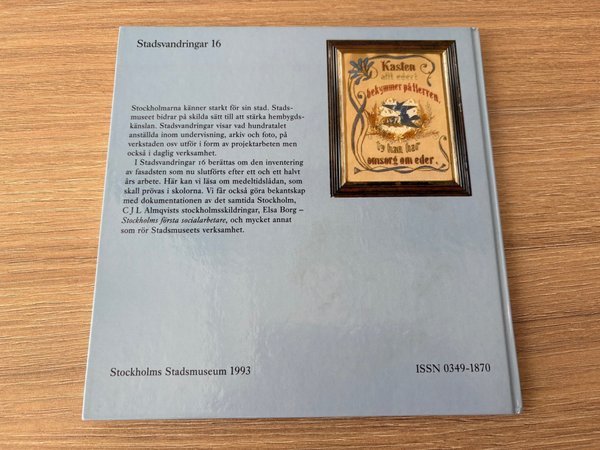 Stadsvandringar 16
Stockholmarna känner starkt för sin stad. Stads-
museet bidrar på skilda sätt till att stärka hembygds-
känslan. Stadsvandringar visar vad hundratalet
anställda inom undervisning, arkiv och foto, på
verkstaden osv utför i form av projektarbeten men
också i daglig verksamhet.
I Stadsvandringar 16 berättas om den inventering
av fasadsten som nu slutförts efter ett och ett halvt
års arbete. Här kan vi läsa om medeltidslådan, som
skall prövas i skolorna. Vi får också göra bekantskap
med dokumentationen av det samtida Stockholm,
C J L Almqvists stockholmsskildringar, Elsa Borg –
Stockholms första socialarbetare, och mycket annat
som rör Stadsmuseets verksamhet.
Kasten
allt edert
bekymmer på Herren.
ty han har
omsorg om eder.
Stockholms Stadsmuseum 1993
ISSN 0349-1870